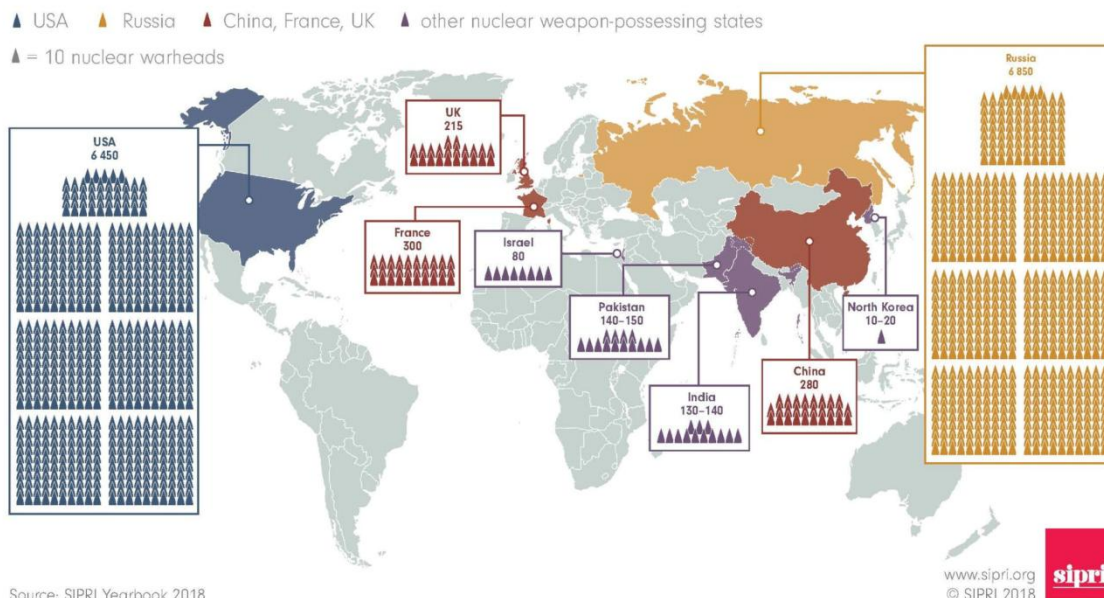 USA Russia China, France, UK other nuclear weapon-possessing states
= 10 nuclear warheads
USA
6 450
UK
215
France
300
Israel
80
Pakistan
140–150
India
130–140
China
280
North Korea
10–20
Russia
6 850
Source: SIPRI Yearbook 2018
www.sipri.org
© SIPRI 2018
sipri